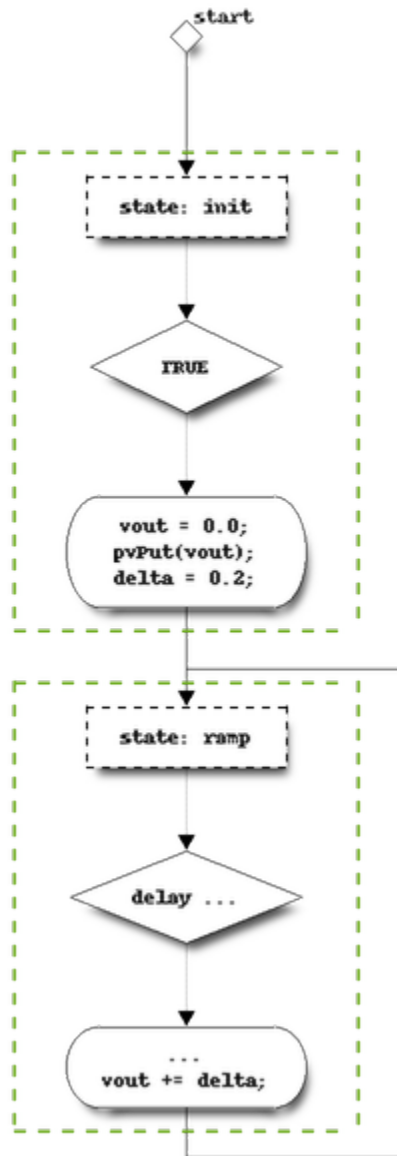 start
state: init
TRUE
vout = 0.0;
pvPut(vout);
delta = 0.2;
state: ramp
delay ...
...
vout += delta;